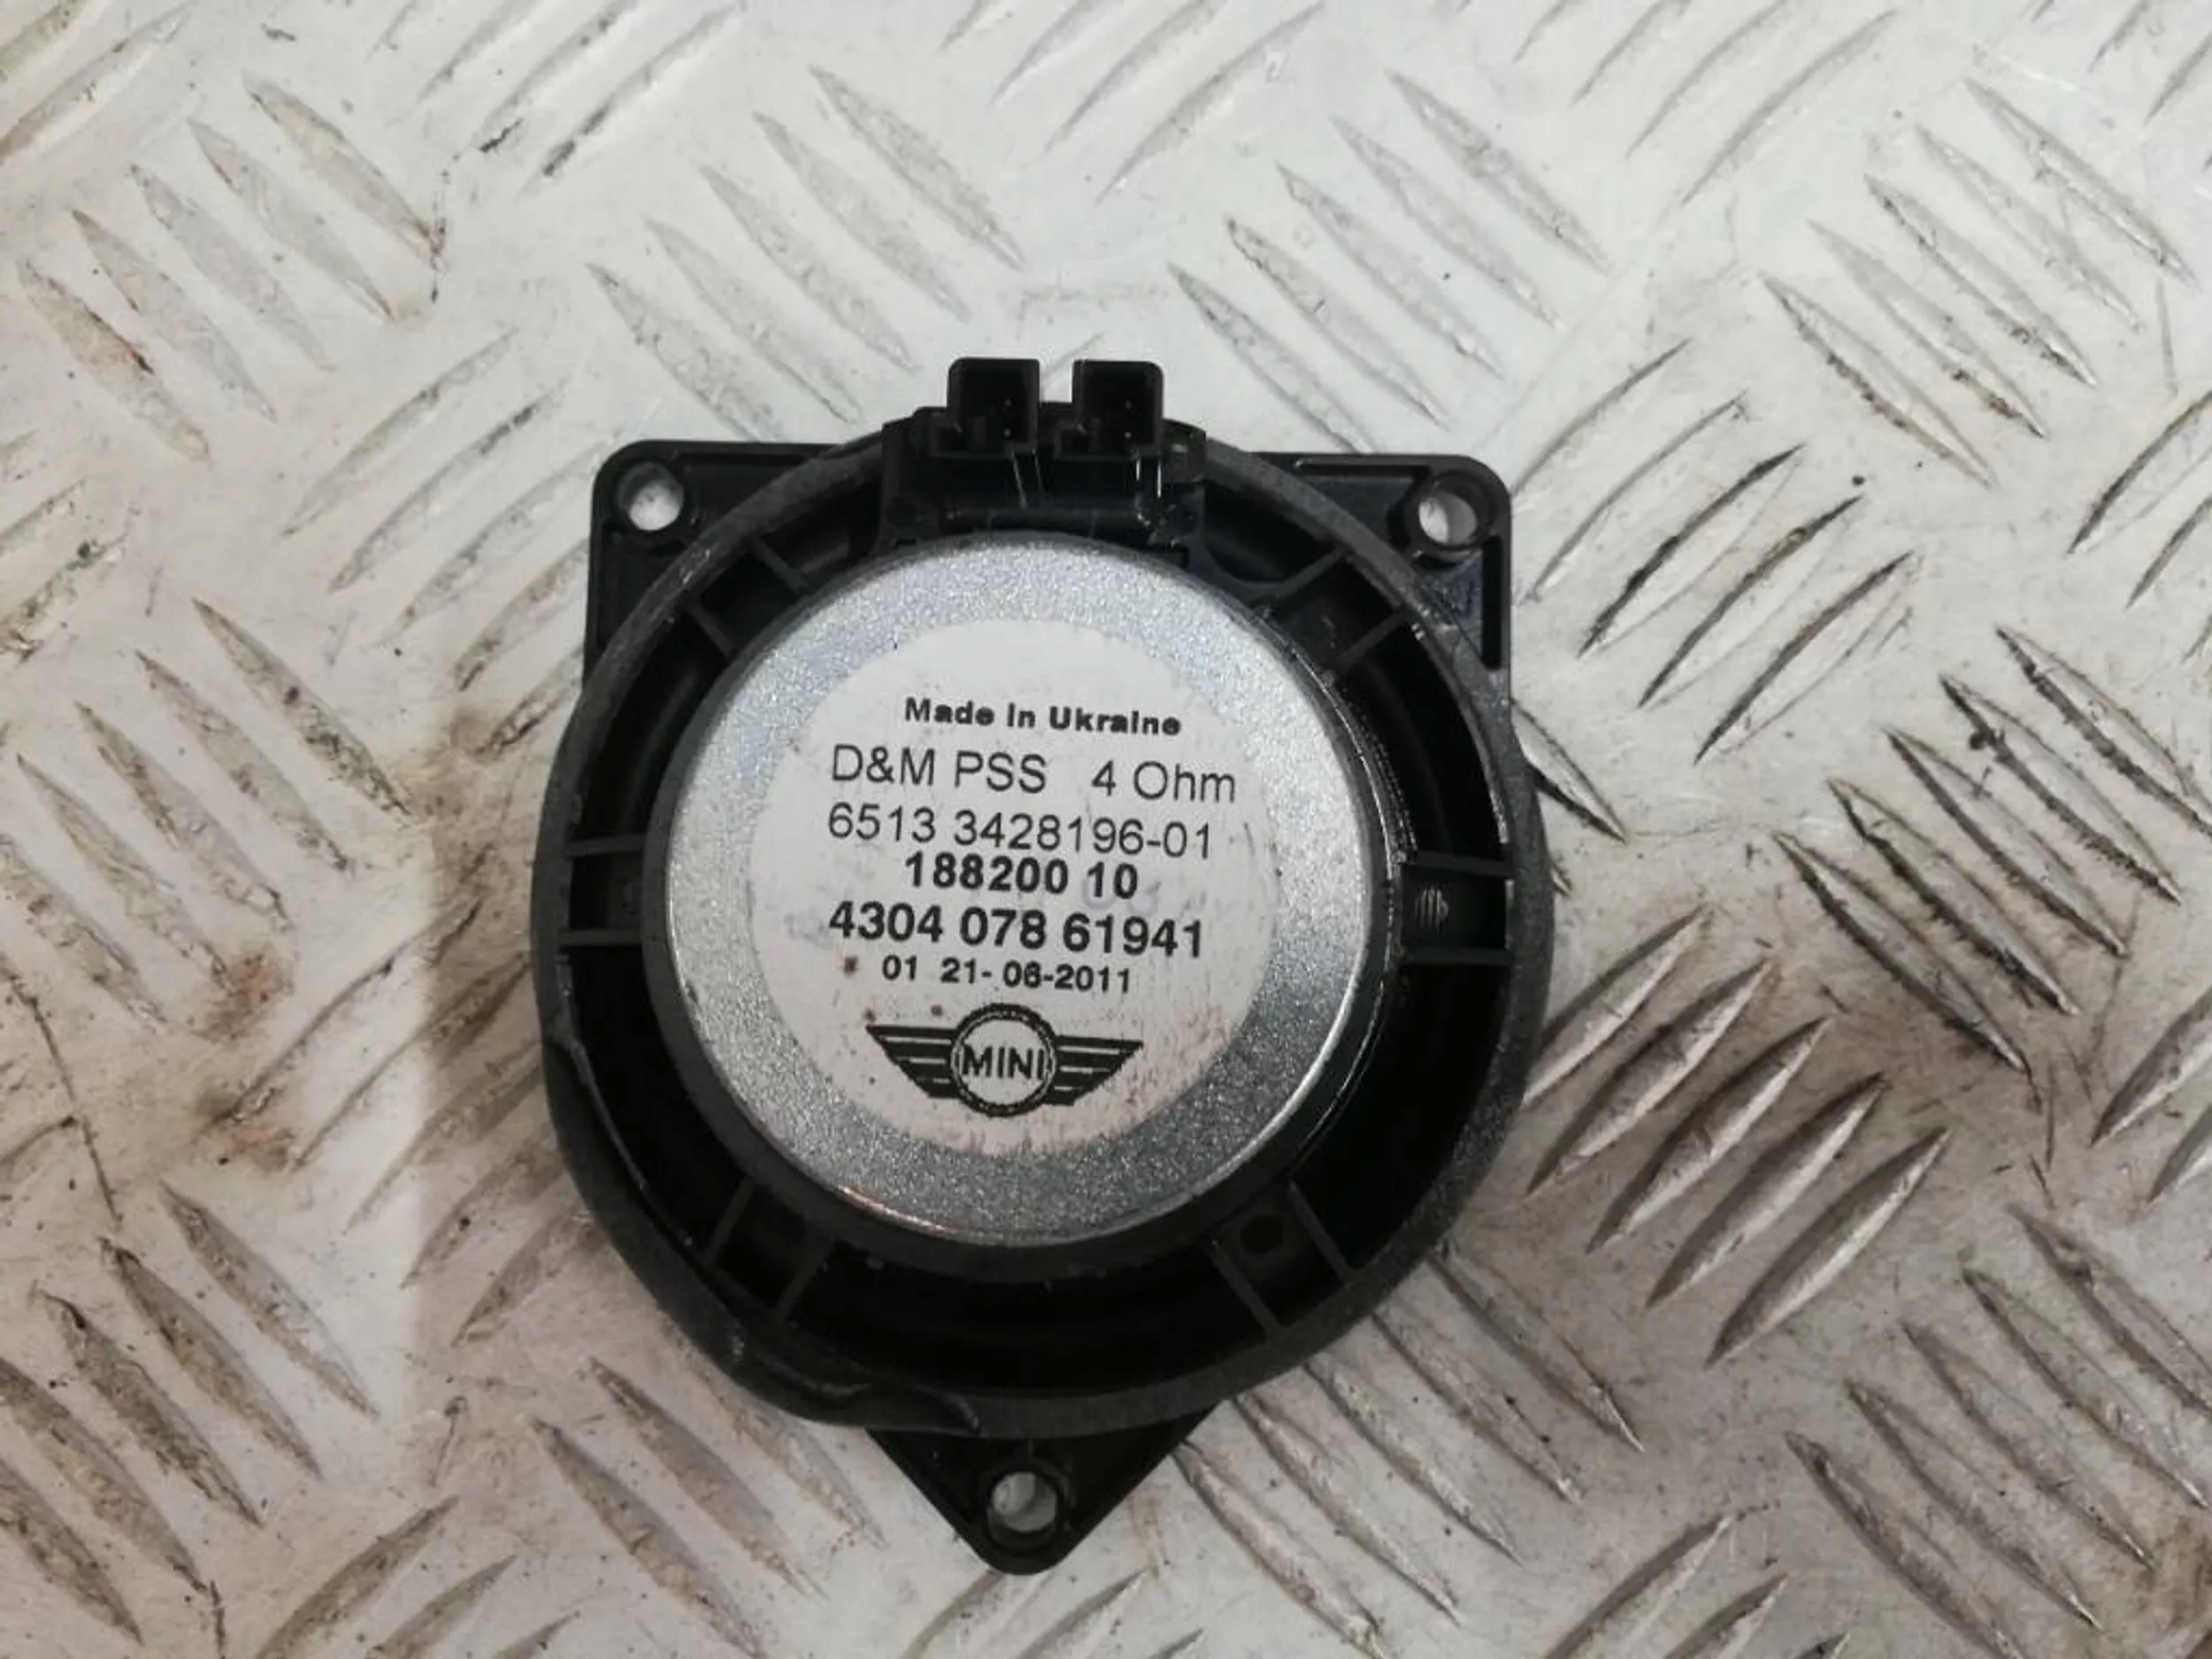 Made in Ukraine
D&M PSS 4 Ohm
6513 3428196-01
188200 10
4304 078 61941
01 21- 06-2011
MINI